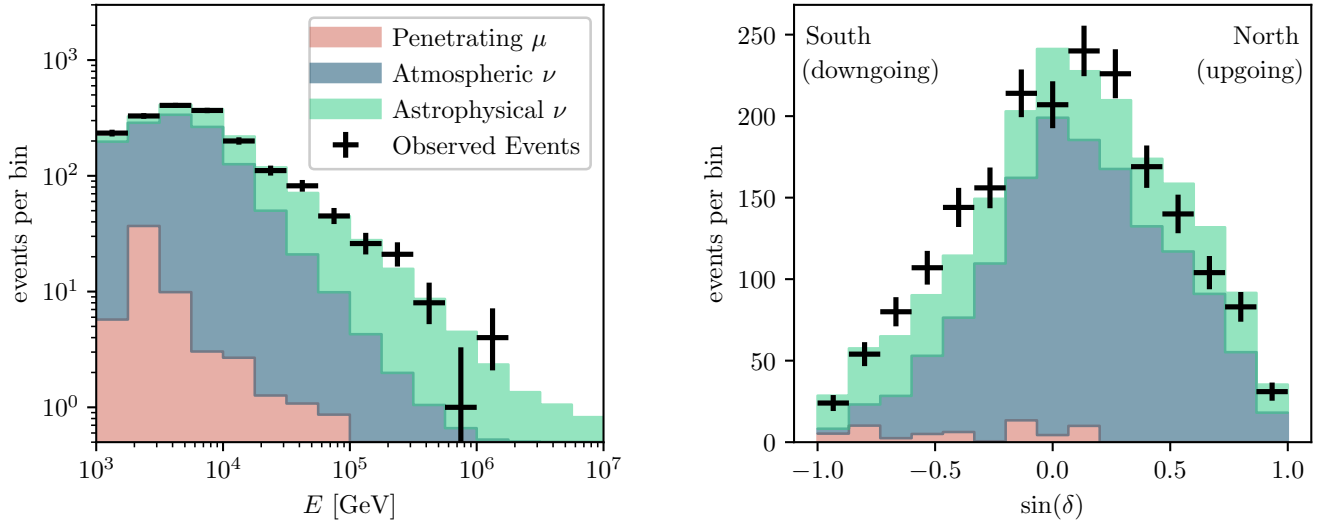 10³
10²
10¹
10⁰
events per bin
10³
10⁴
10⁵
10⁶
10⁷
E [GeV]
Penetrating μ
Atmospheric ν
Astrophysical ν
Observed Events
250
200
150
100
50
0
events per bin
South
(downgoing)
North
(upgoing)
−1.0
−0.5
0.0
0.5
1.0
sin(δ)